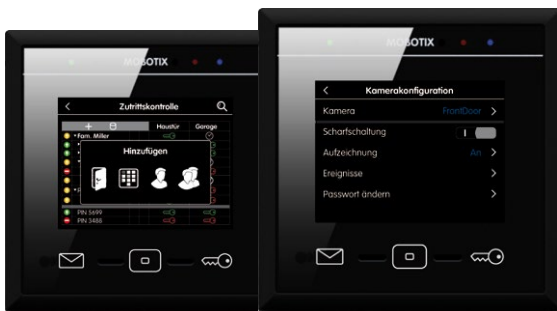 MOBOTIX
Zutrittskontrolle
Haustür Garage
Fam. Miller
Hinzufügen
PIN 5699
PIN 3488
MOBOTIX
Kamerakonfiguration
Kamera FrontDoor
Scharfschaltung
Aufzeichnung An
Ereignisse
Passwort ändern